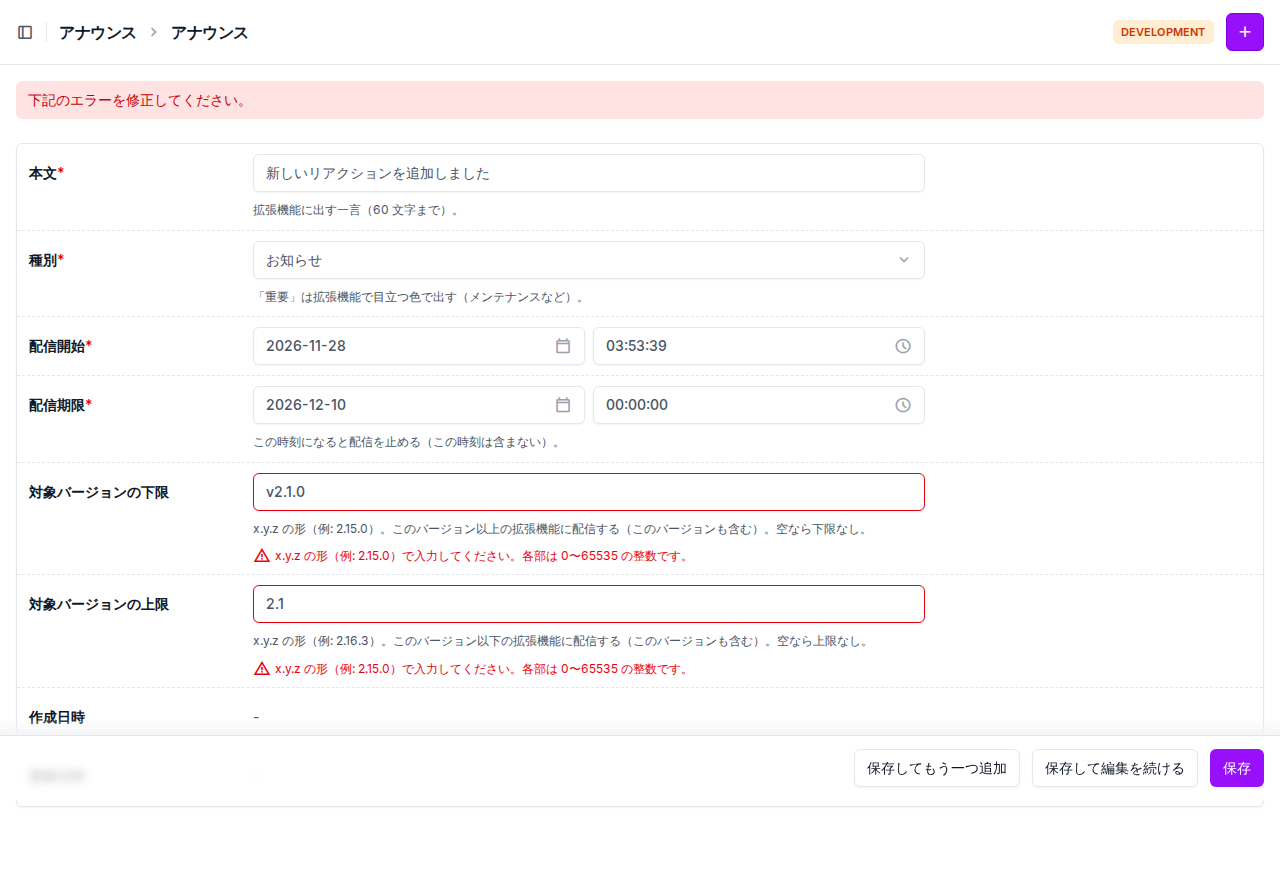 アナウンス > アナウンス
DEVELOPMENT
+
下記のエラーを修正してください。
本文*
新しいリアクションを追加しました
拡張機能に出す一言（60 文字まで）。
種別*
お知らせ
「重要」は拡張機能で目立つ色で出す（メンテナンスなど）。
配信開始*
2026-11-28
03:53:39
配信期限*
2026-12-10
00:00:00
この時刻になると配信を止める（この時刻は含まない）。
対象バージョンの下限
v2.1.0
x.y.z の形（例: 2.15.0）。このバージョン以上の拡張機能に配信する（このバージョンも含む）。空なら下限なし。
x.y.z の形（例: 2.15.0）で入力してください。各部は 0〜65535 の整数です。
対象バージョンの上限
2.1
x.y.z の形（例: 2.16.3）。このバージョン以下の拡張機能に配信する（このバージョンも含む）。空なら上限なし。
x.y.z の形（例: 2.15.0）で入力してください。各部は 0〜65535 の整数です。
作成日時
-
保存してもう一つ追加
保存して編集を続ける
保存